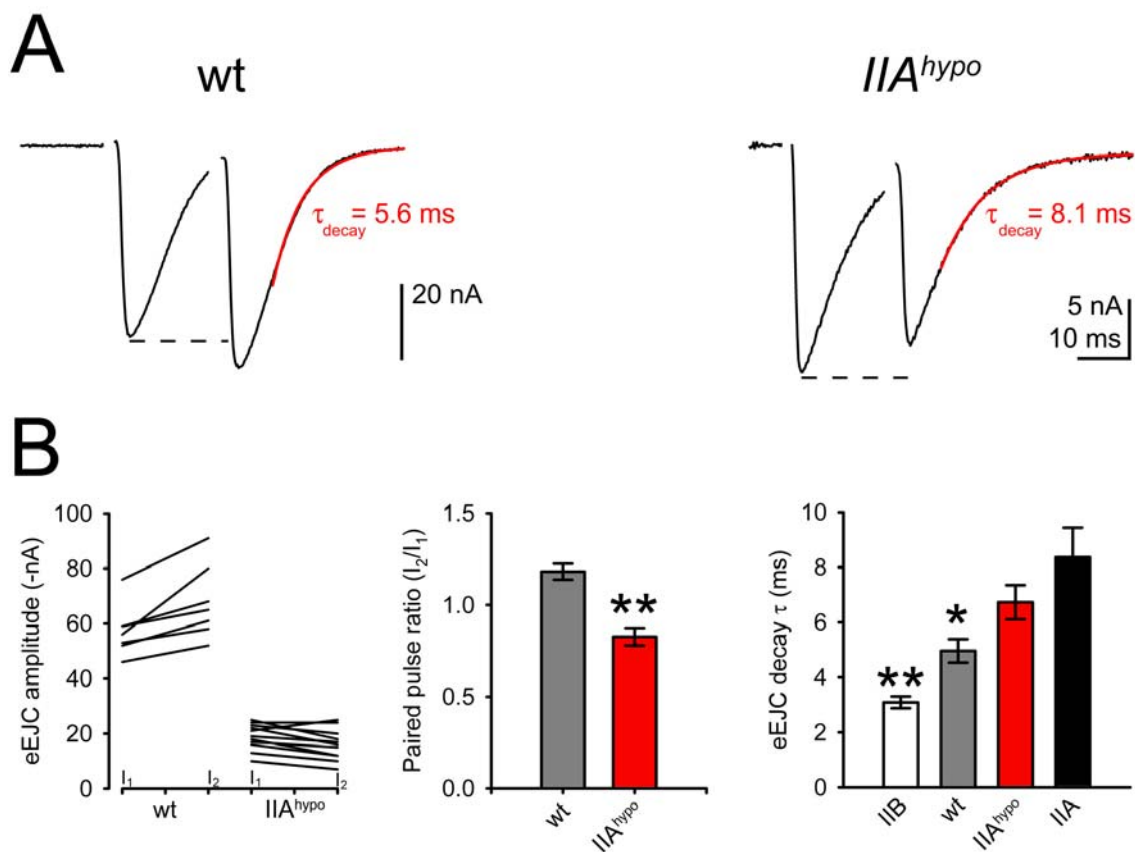 A
wt
IIAhypo
τdecay = 5.6 ms
20 nA
τdecay = 8.1 ms
5 nA
10 ms
B
eEJC amplitude (-nA)
100
80
60
40
20
0
I1
I2
I1
I2
wt
IIAhypo
Paired pulse ratio (I2/I1)
1.5
1.0
0.5
0.0
**
wt
IIAhypo
eEJC decay τ (ms)
10
8
6
4
2
0
**
*
IIB
wt
IIAhypo
IIA